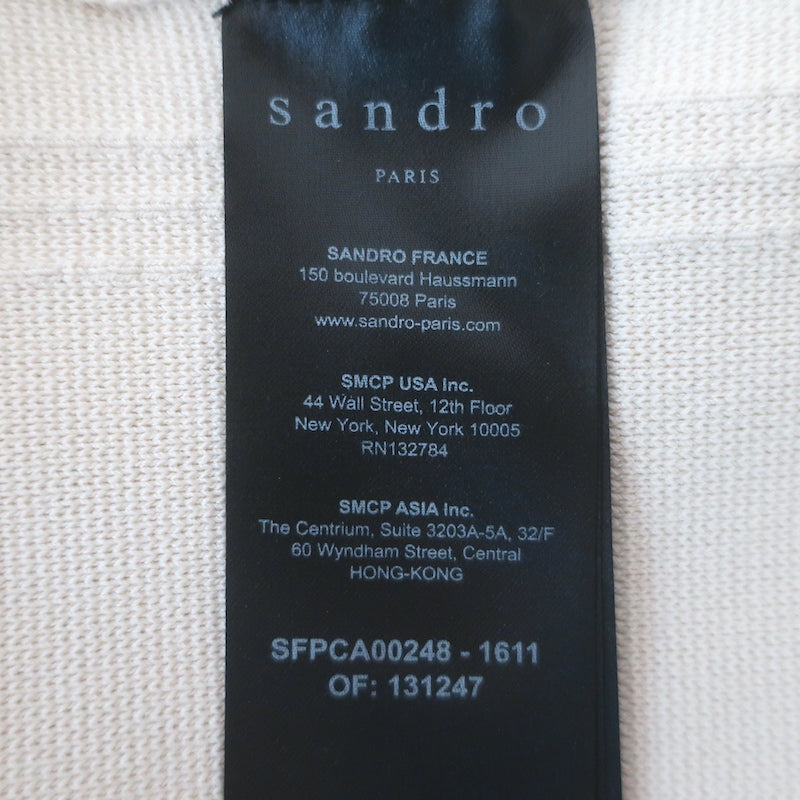 sandro
PARIS
SANDRO FRANCE
150 boulevard Haussmann
75008 Paris
www.sandro-paris.com
SMCP USA Inc.
44 Wall Street, 12th Floor
New York, New York 10005
RN132784
SMCP ASIA Inc.
The Centrium, Suite 3203A-5A, 32/F
60 Wyndham Street, Central
HONG-KONG
SFPCA00248 - 1611
OF: 131247